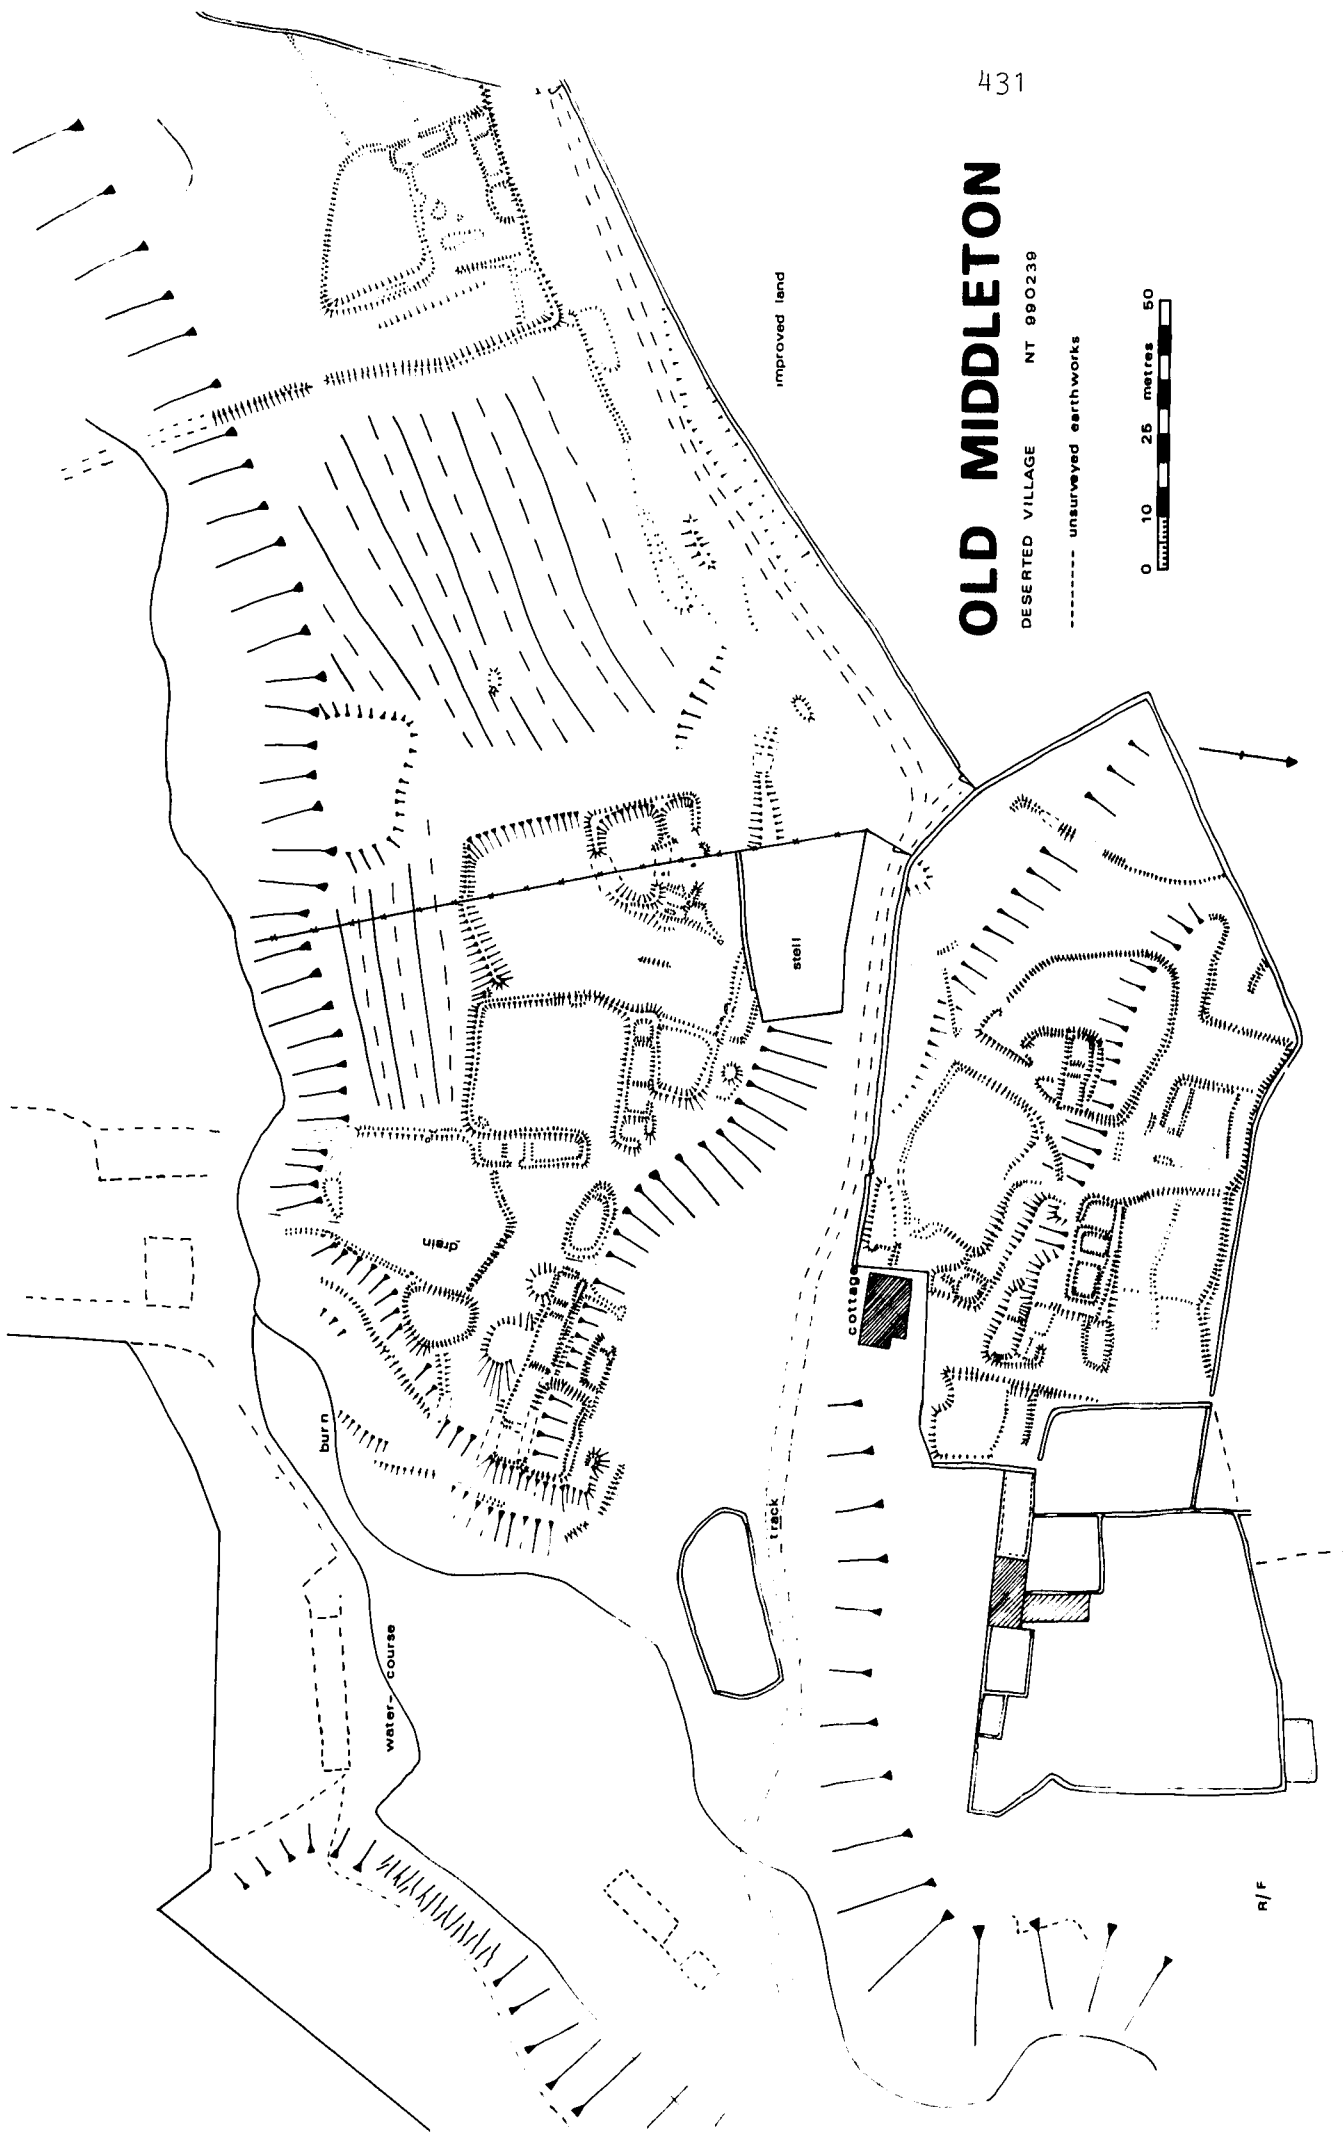 431
OLD MIDDLETON
DESERTED VILLAGE NT 990239
unsurveyed earthworks
0 10 25 metres 50
improved land
stell
drain
cottage
burn
track
water-course
R/F